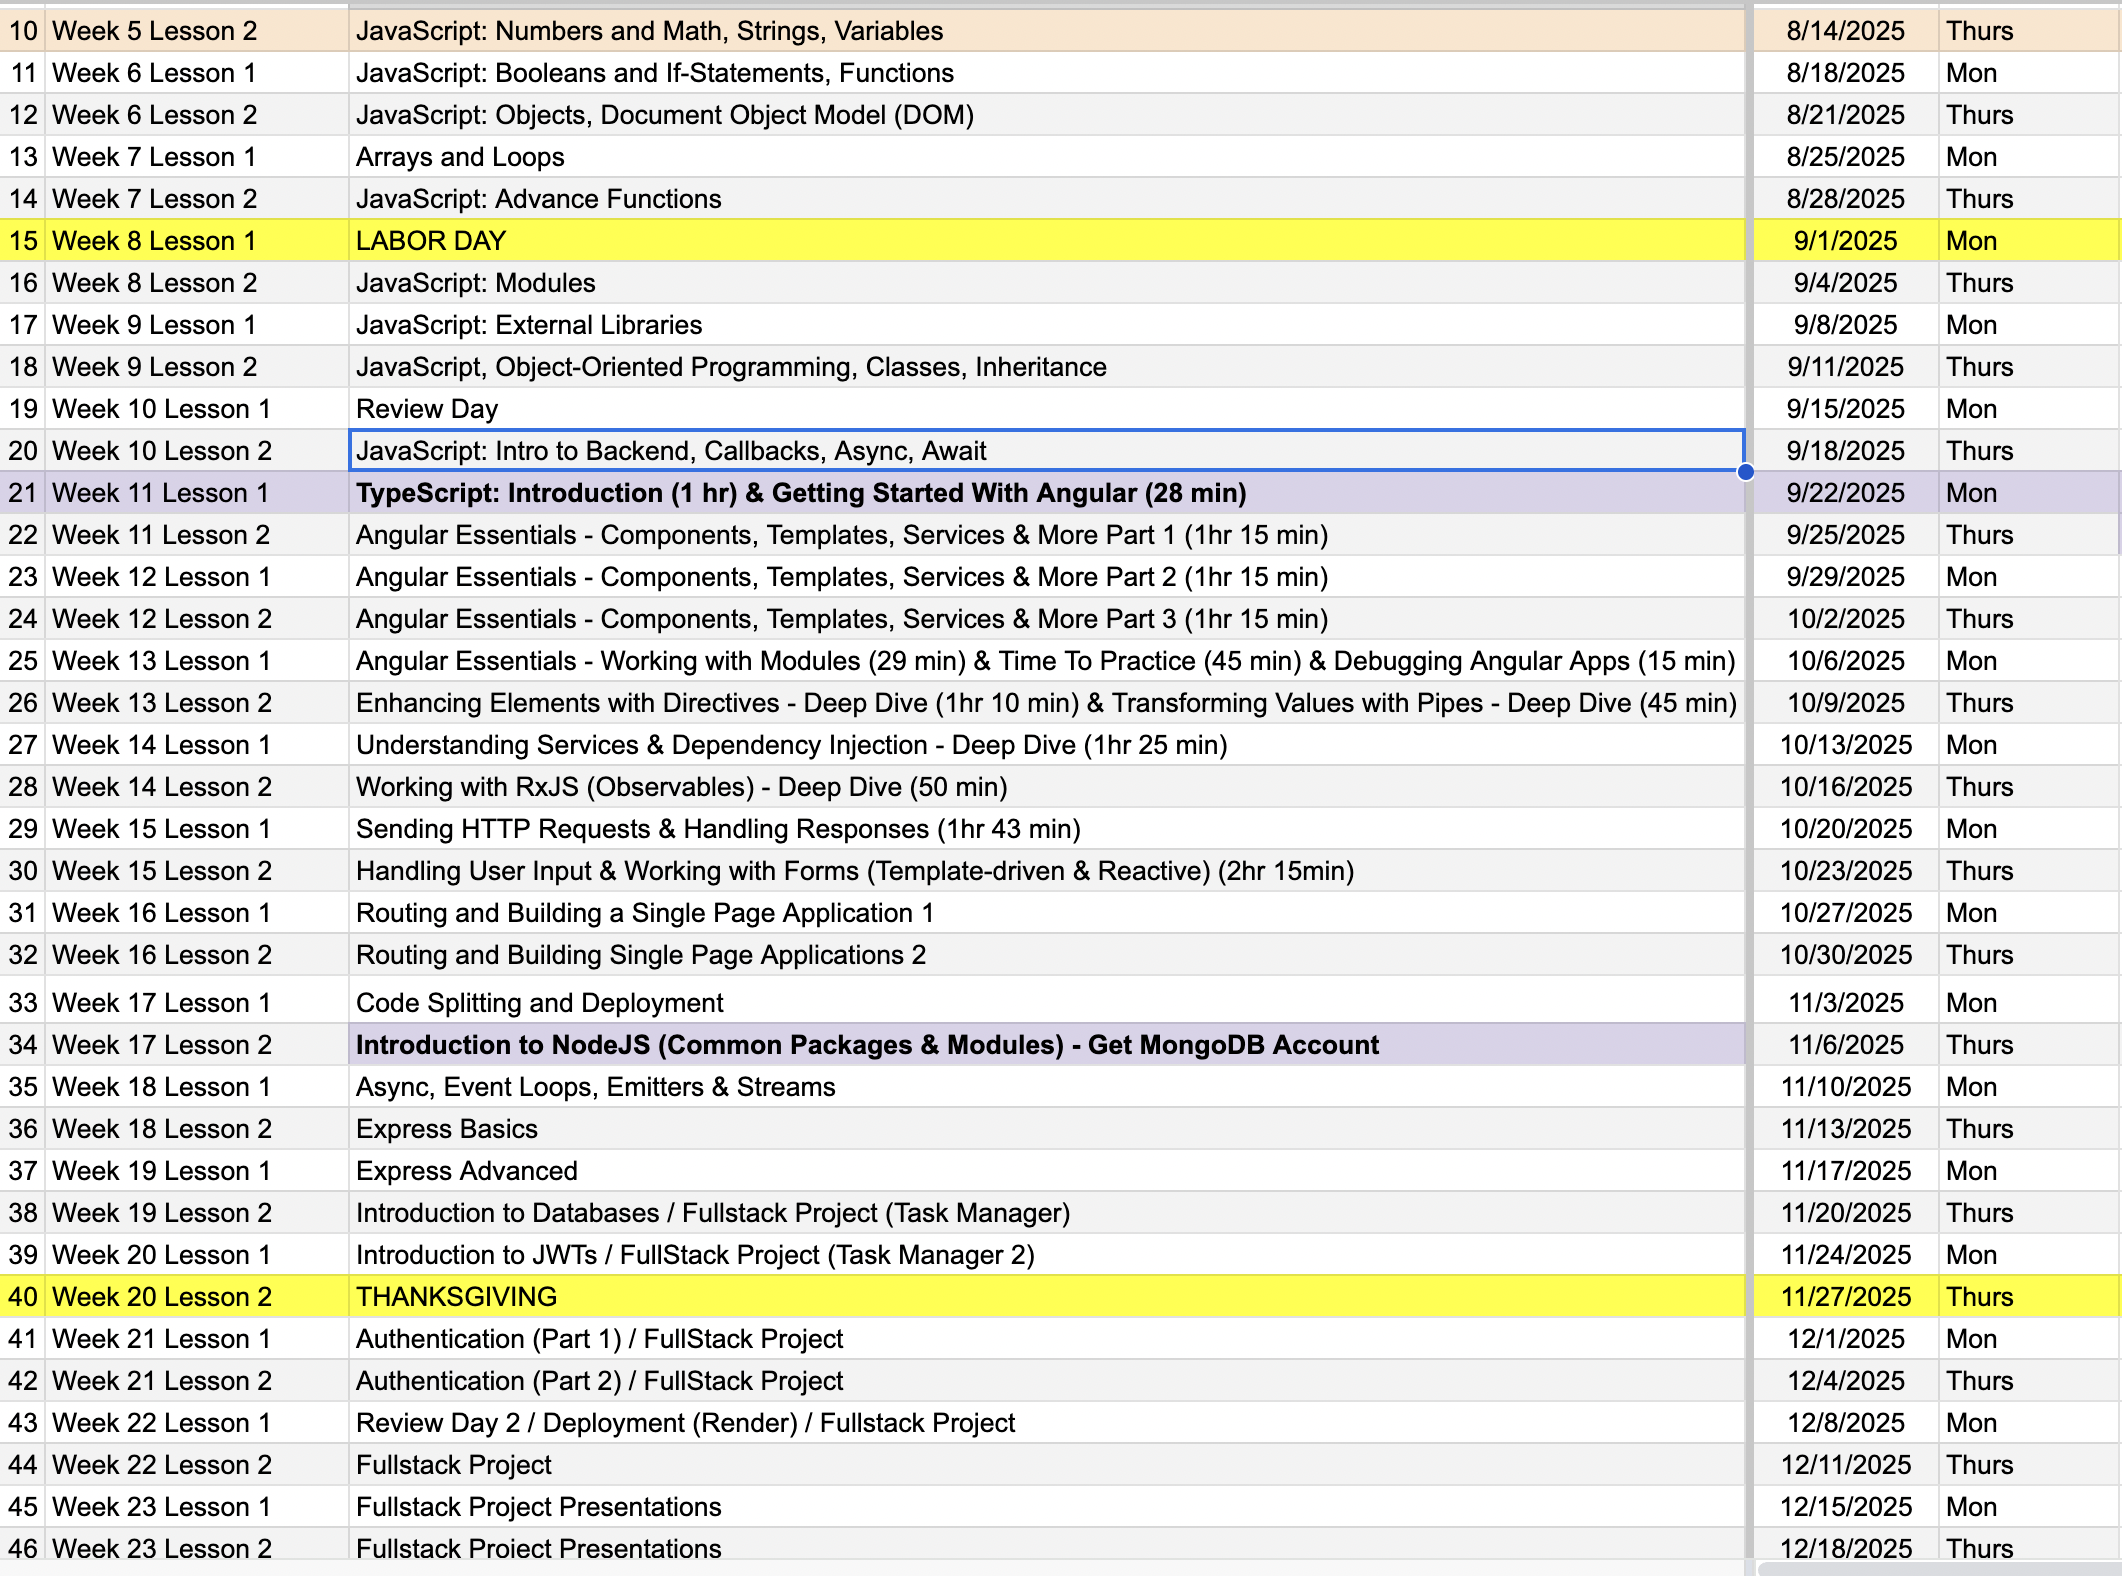 10 Week 5 Lesson 2 JavaScript: Numbers and Math, Strings, Variables 8/14/2025 Thurs
11 Week 6 Lesson 1 JavaScript: Booleans and If-Statements, Functions 8/18/2025 Mon
12 Week 6 Lesson 2 JavaScript: Objects, Document Object Model (DOM) 8/21/2025 Thurs
13 Week 7 Lesson 1 Arrays and Loops 8/25/2025 Mon
14 Week 7 Lesson 2 JavaScript: Advance Functions 8/28/2025 Thurs
15 Week 8 Lesson 1 LABOR DAY 9/1/2025 Mon
16 Week 8 Lesson 2 JavaScript: Modules 9/4/2025 Thurs
17 Week 9 Lesson 1 JavaScript: External Libraries 9/8/2025 Mon
18 Week 9 Lesson 2 JavaScript, Object-Oriented Programming, Classes, Inheritance 9/11/2025 Thurs
19 Week 10 Lesson 1 Review Day 9/15/2025 Mon
20 Week 10 Lesson 2 JavaScript: Intro to Backend, Callbacks, Async, Await 9/18/2025 Thurs
21 Week 11 Lesson 1 TypeScript: Introduction (1 hr) & Getting Started With Angular (28 min) 9/22/2025 Mon
22 Week 11 Lesson 2 Angular Essentials - Components, Templates, Services & More Part 1 (1hr 15 min) 9/25/2025 Thurs
23 Week 12 Lesson 1 Angular Essentials - Components, Templates, Services & More Part 2 (1hr 15 min) 9/29/2025 Mon
24 Week 12 Lesson 2 Angular Essentials - Components, Templates, Services & More Part 3 (1hr 15 min) 10/2/2025 Thurs
25 Week 13 Lesson 1 Angular Essentials - Working with Modules (29 min) & Time To Practice (45 min) & Debugging Angular Apps (15 min) 10/6/2025 Mon
26 Week 13 Lesson 2 Enhancing Elements with Directives - Deep Dive (1hr 10 min) & Transforming Values with Pipes - Deep Dive (45 min) 10/9/2025 Thurs
27 Week 14 Lesson 1 Understanding Services & Dependency Injection - Deep Dive (1hr 25 min) 10/13/2025 Mon
28 Week 14 Lesson 2 Working with RxJS (Observables) - Deep Dive (50 min) 10/16/2025 Thurs
29 Week 15 Lesson 1 Sending HTTP Requests & Handling Responses (1hr 43 min) 10/20/2025 Mon
30 Week 15 Lesson 2 Handling User Input & Working with Forms (Template-driven & Reactive) (2hr 15min) 10/23/2025 Thurs
31 Week 16 Lesson 1 Routing and Building a Single Page Application 1 10/27/2025 Mon
32 Week 16 Lesson 2 Routing and Building Single Page Applications 2 10/30/2025 Thurs
33 Week 17 Lesson 1 Code Splitting and Deployment 11/3/2025 Mon
34 Week 17 Lesson 2 Introduction to NodeJS (Common Packages & Modules) - Get MongoDB Account 11/6/2025 Thurs
35 Week 18 Lesson 1 Async, Event Loops, Emitters & Streams 11/10/2025 Mon
36 Week 18 Lesson 2 Express Basics 11/13/2025 Thurs
37 Week 19 Lesson 1 Express Advanced 11/17/2025 Mon
38 Week 19 Lesson 2 Introduction to Databases / Fullstack Project (Task Manager) 11/20/2025 Thurs
39 Week 20 Lesson 1 Introduction to JWTs / FullStack Project (Task Manager 2) 11/24/2025 Mon
40 Week 20 Lesson 2 THANKSGIVING 11/27/2025 Thurs
41 Week 21 Lesson 1 Authentication (Part 1) / FullStack Project 12/1/2025 Mon
42 Week 21 Lesson 2 Authentication (Part 2) / FullStack Project 12/4/2025 Thurs
43 Week 22 Lesson 1 Review Day 2 / Deployment (Render) / Fullstack Project 12/8/2025 Mon
44 Week 22 Lesson 2 Fullstack Project 12/11/2025 Thurs
45 Week 23 Lesson 1 Fullstack Project Presentations 12/15/2025 Mon
46 Week 23 Lesson 2 Fullstack Project Presentations 12/18/2025 Thurs